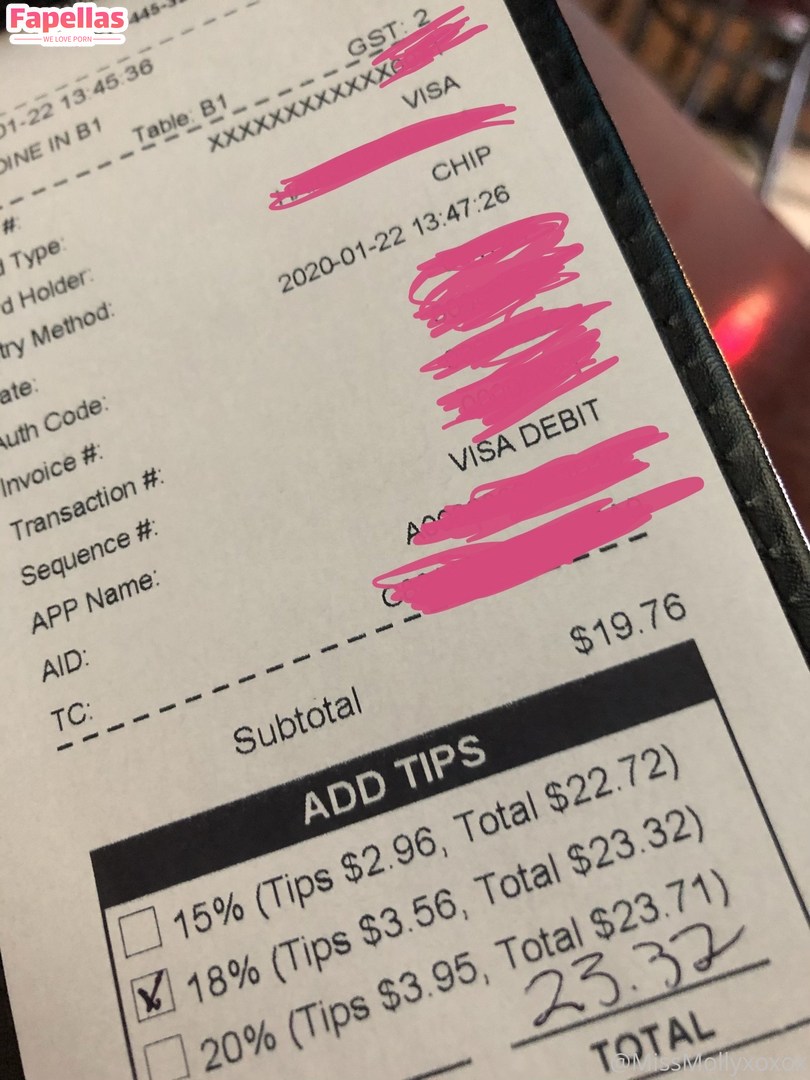 Fapellas
WE LOVE PORN
01-22 13:45:36
GST: 2
DINE IN B1
Table: B1
#:
XXXXXXXXXXXX
d Type:
VISA
rd Holder:
try Method:
CHIP
ate:
2020-01-22 13:47:26
Auth Code:
Invoice #:
Transaction #:
Sequence #:
APP Name:
VISA DEBIT
AID:
TC:
Subtotal
$19.76
ADD TIPS
15% (Tips $2.96, Total $22.72)
18% (Tips $3.56, Total $23.32)
20% (Tips $3.95, Total $23.71)
23.32
TOTAL
@MissMollyxoxo